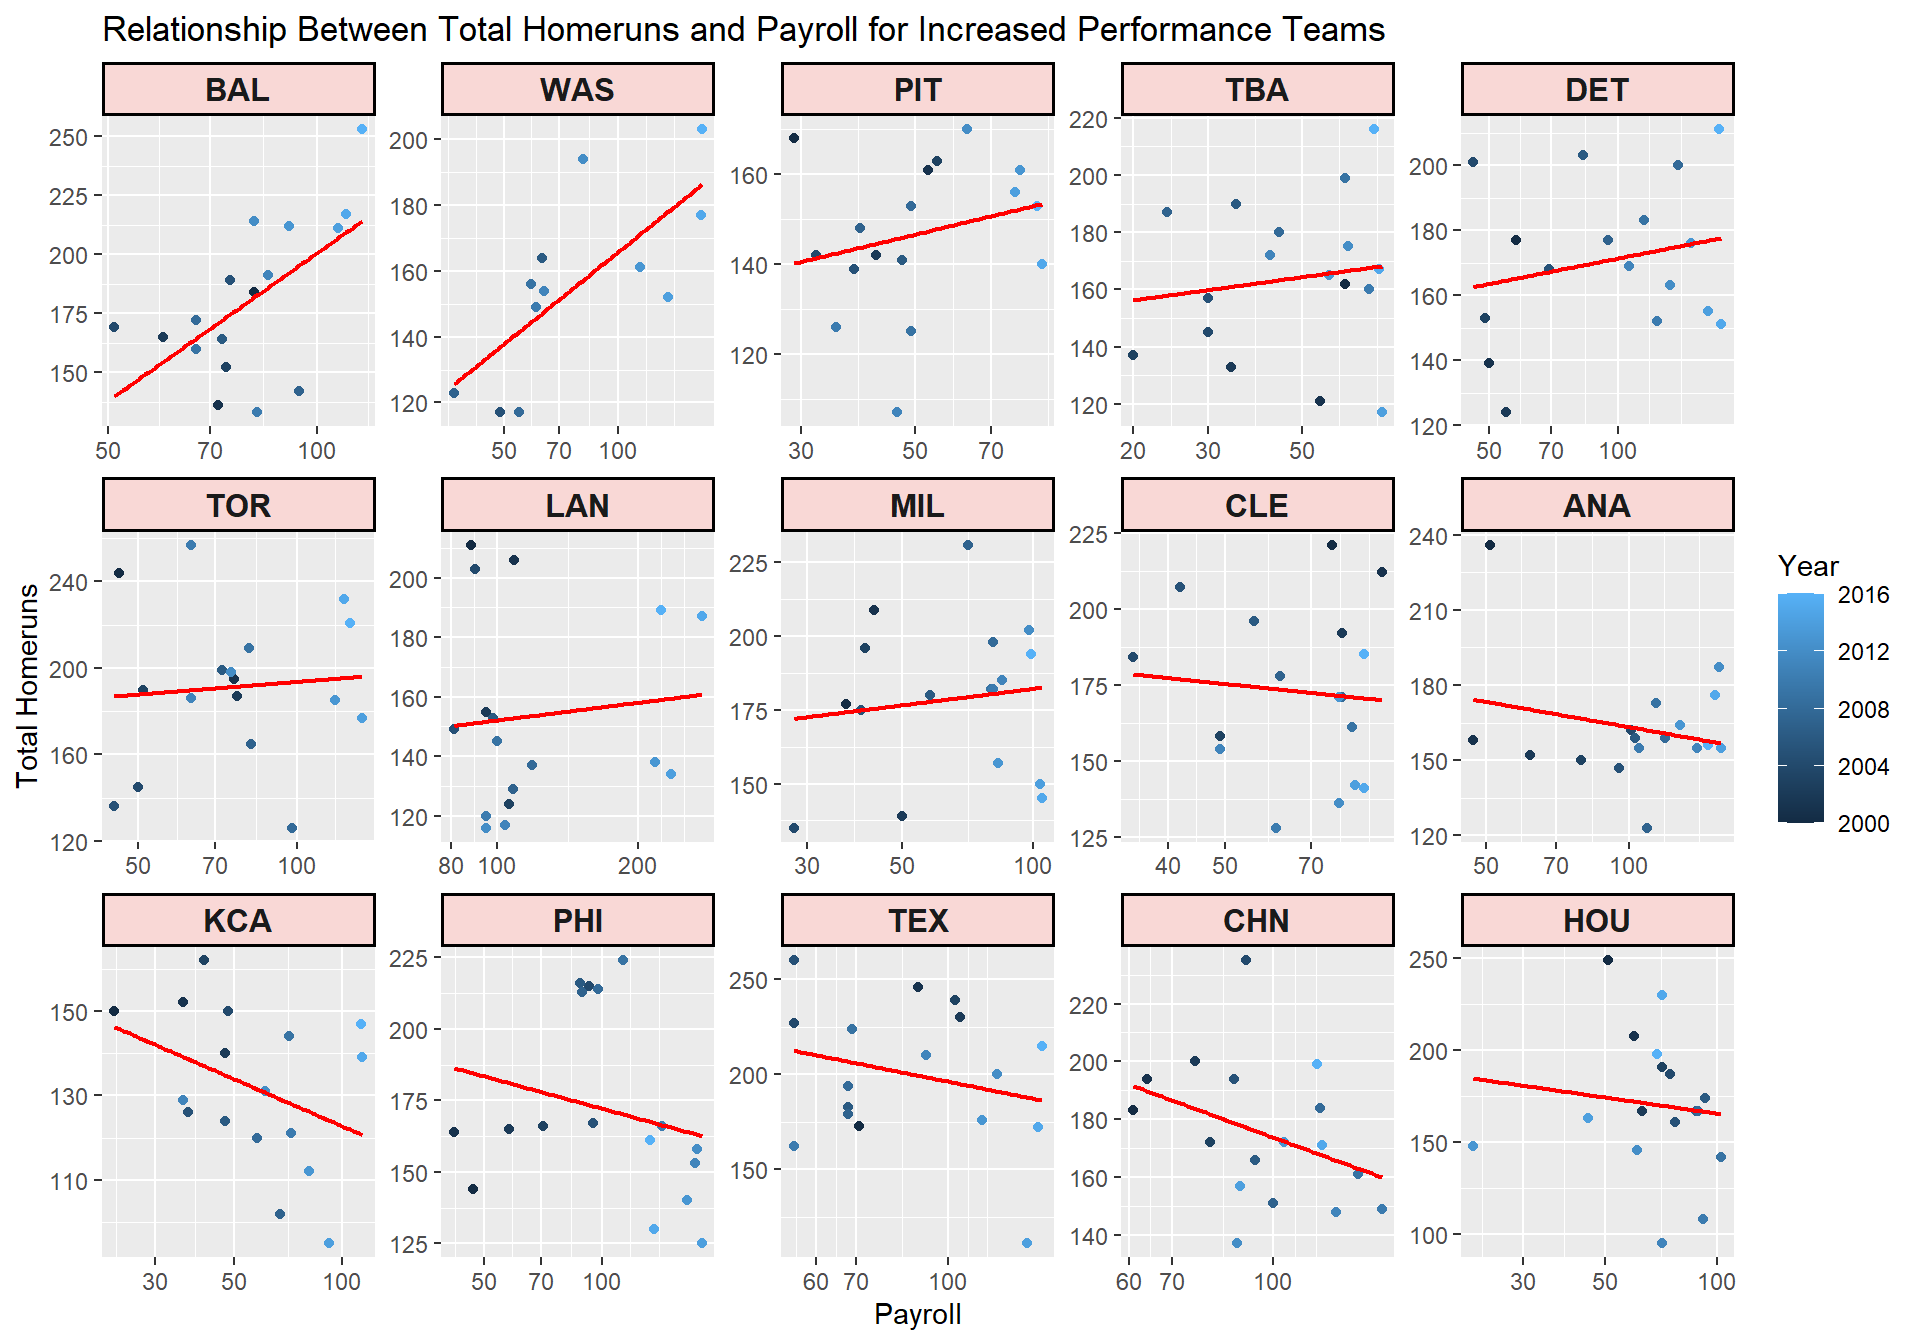 Relationship Between Total Homeruns and Payroll for Increased Performance Teams
BAL
WAS
PIT
TBA
DET
250
225
200
175
150
50 70 100
200
180
160
140
120
50 70 100
160
140
120
30 50 70
220
200
180
160
140
120
20 30 50
200
180
160
140
120
50 70 100
TOR
LAN
MIL
CLE
ANA
240
200
160
120
50 70 100
200
180
160
140
120
80 100 200
225
200
175
150
30 50 100
225
200
175
150
125
40 50 70
240
210
180
150
120
50 70 100
KCA
PHI
TEX
CHN
HOU
150
130
110
30 50 100
225
200
175
150
125
50 70 100
250
200
150
60 70 100
220
200
180
160
140
60 70 100
250
200
150
100
30 50 100
Total Homeruns
Payroll
Year
2016
2012
2008
2004
2000